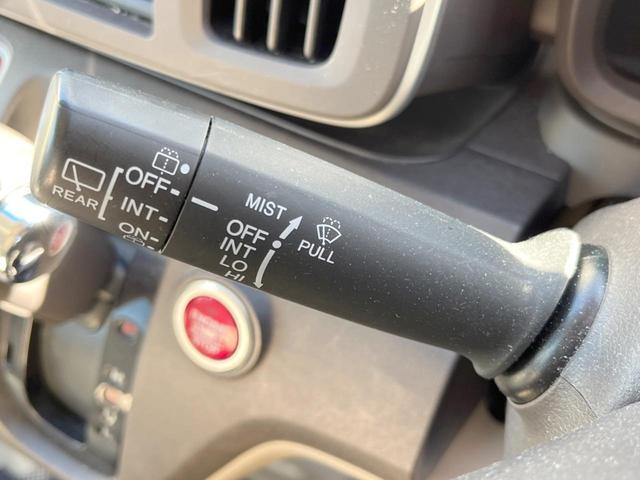 REAR
OFF
INT
ON
MIST
OFF
INT
LO
HI
PULL